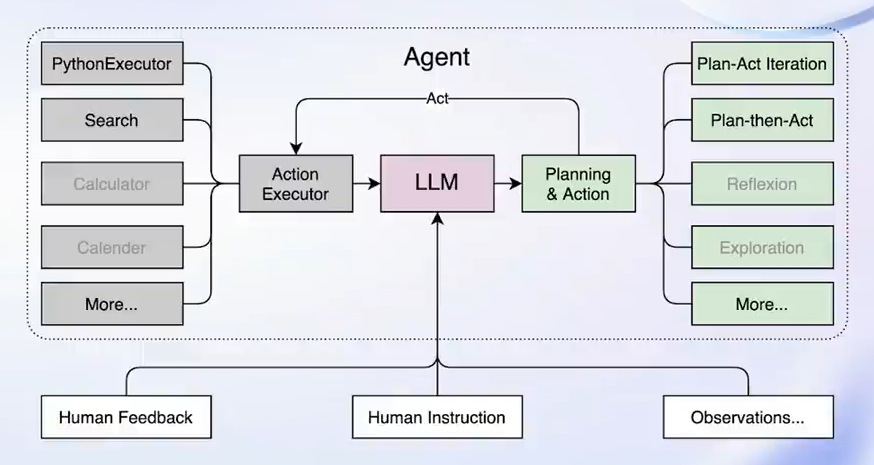 Agent
PythonExecutor
Plan-Act Iteration
Act
Search
Plan-then-Act
Calculator
Action
Executor
LLM
Planning
& Action
Reflexion
Calender
Exploration
More...
More...
Human Feedback
Human Instruction
Observations...